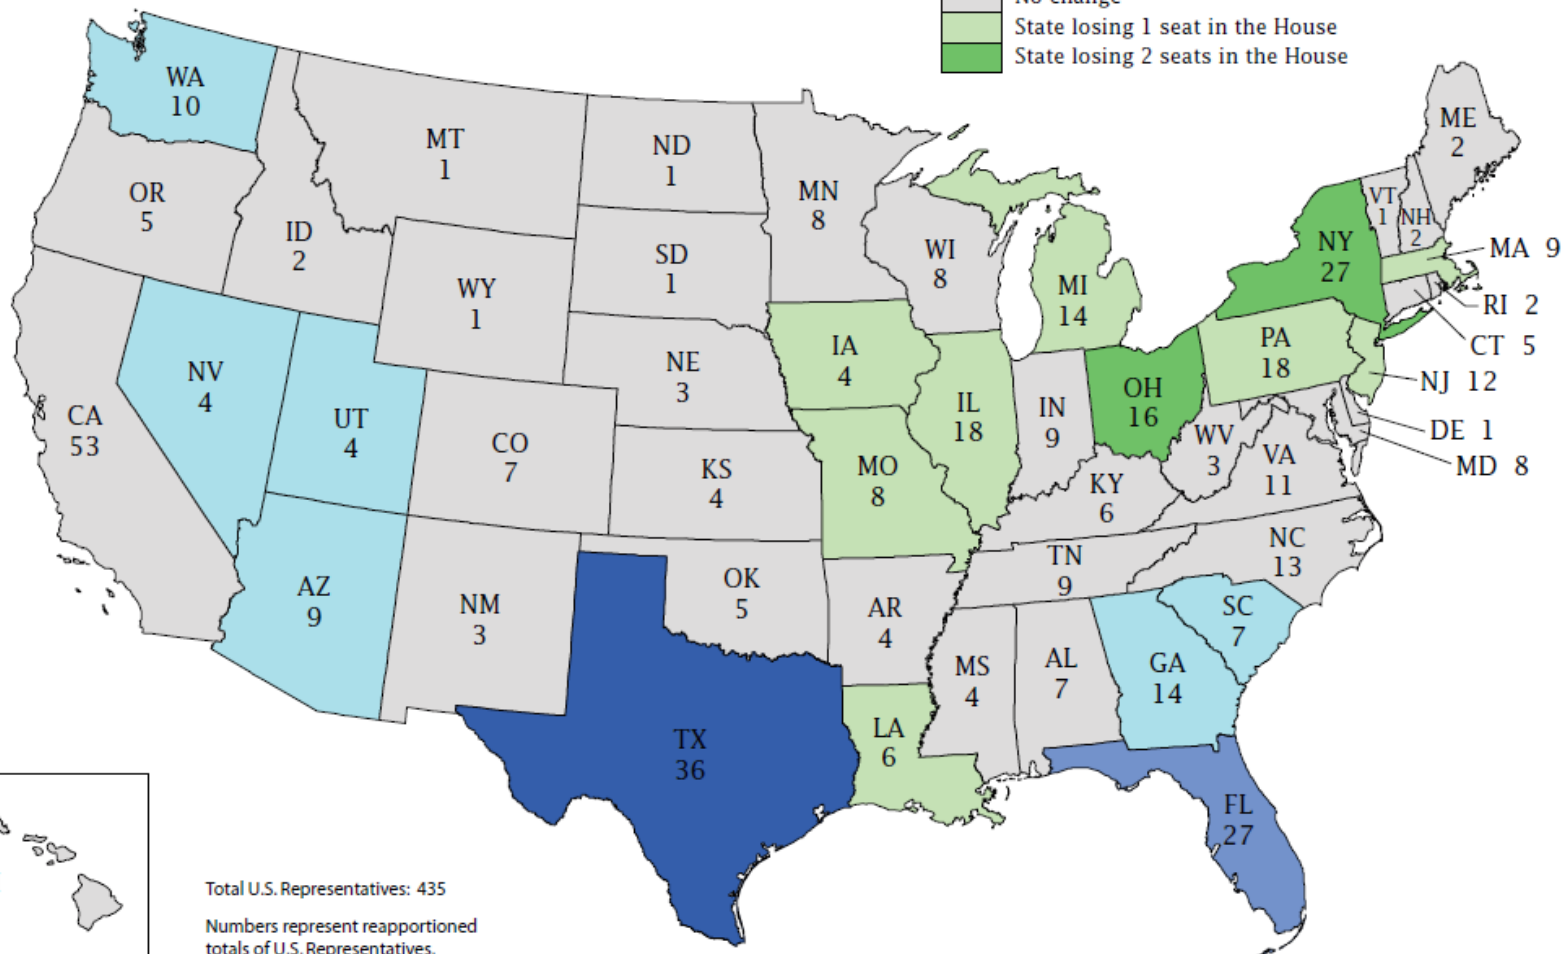 No change
State losing 1 seat in the House
State losing 2 seats in the House
WA
10
OR
5
ID
2
MT
1
ND
1
MN
8
SD
1
WY
1
WI
8
MI
14
ME
2
VT
1
NH
2
NY
27
MA 9
RI 2
CT 5
NJ 12
DE 1
MD 8
PA
18
CA
53
NV
4
UT
4
CO
7
NE
3
KS
4
IA
4
MO
8
IL
18
IN
9
OH
16
WV
3
VA
11
KY
6
NC
13
TN
9
AZ
9
NM
3
OK
5
AR
4
SC
7
MS
4
AL
7
GA
14
TX
36
LA
6
FL
27
Total U.S. Representatives: 435
Numbers represent reapportioned
totals of U.S. Representatives.